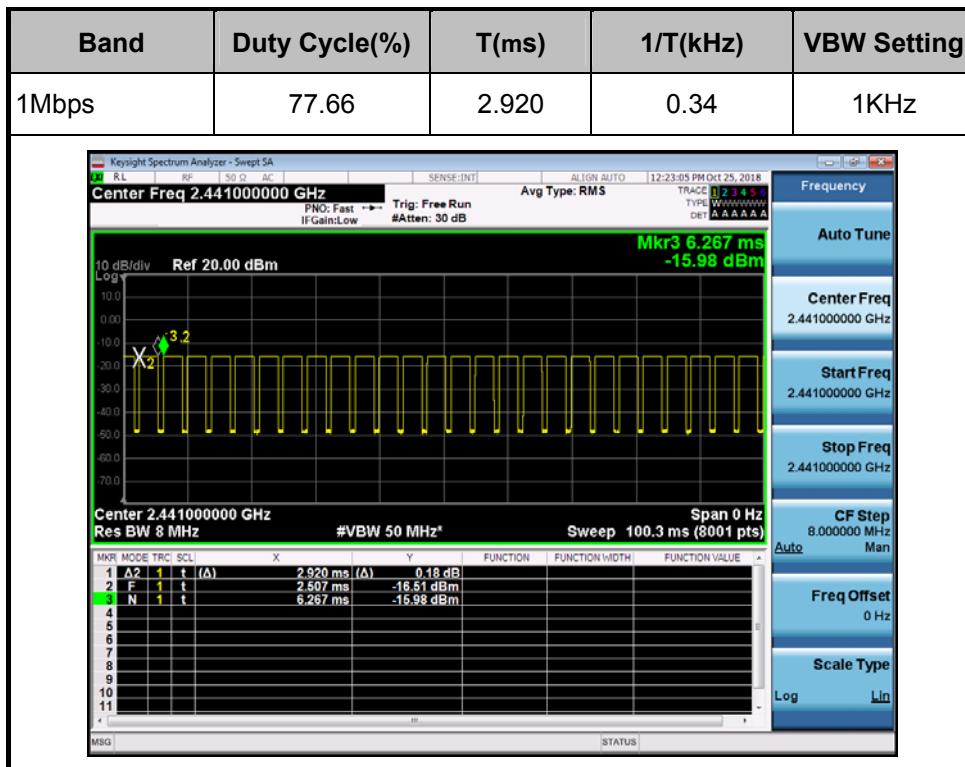 Band Duty Cycle(%) T(ms) 1/T(kHz) VBW Setting
1Mbps 77.66 2.920 0.34 1KHz
Keysight Spectrum Analyzer - Swept SA
RL RF 50 Ω AC SENSE:INT ALIGN AUTO 12:23:05 PM Oct 25, 2018
Center Freq 2.441000000 GHz
PNO: Fast
IFGain:Low
Trig: Free Run
#Atten: 30 dB
Avg Type: RMS
TRACE 1 2 3 4 5 6
TYPE WWWWWW
DET A A A A A A
Mkr3 6.267 ms
-15.98 dBm
10 dB/div Ref 20.00 dBm
Log
10.0
0.00
-10.0
-20.0
-30.0
-40.0
-50.0
-60.0
-70.0
3,2
X2
Center 2.441000000 GHz Span 0 Hz
Res BW 8 MHz #VBW 50 MHz* Sweep 100.3 ms (8001 pts)
MKR MODE TRC SCL X Y FUNCTION FUNCTION WIDTH FUNCTION VALUE
1 Δ2 1 t (Δ) 2.920 ms (Δ) 0.18 dB
2 F 1 t 2.507 ms -16.51 dBm
3 N 1 t 6.267 ms -15.98 dBm
4
5
6
7
8
9
10
11
MSG STATUS
Frequency
Auto Tune
Center Freq
2.441000000 GHz
Start Freq
2.441000000 GHz
Stop Freq
2.441000000 GHz
CF Step
8.000000 MHz
Auto Man
Freq Offset
0 Hz
Scale Type
Log Lin